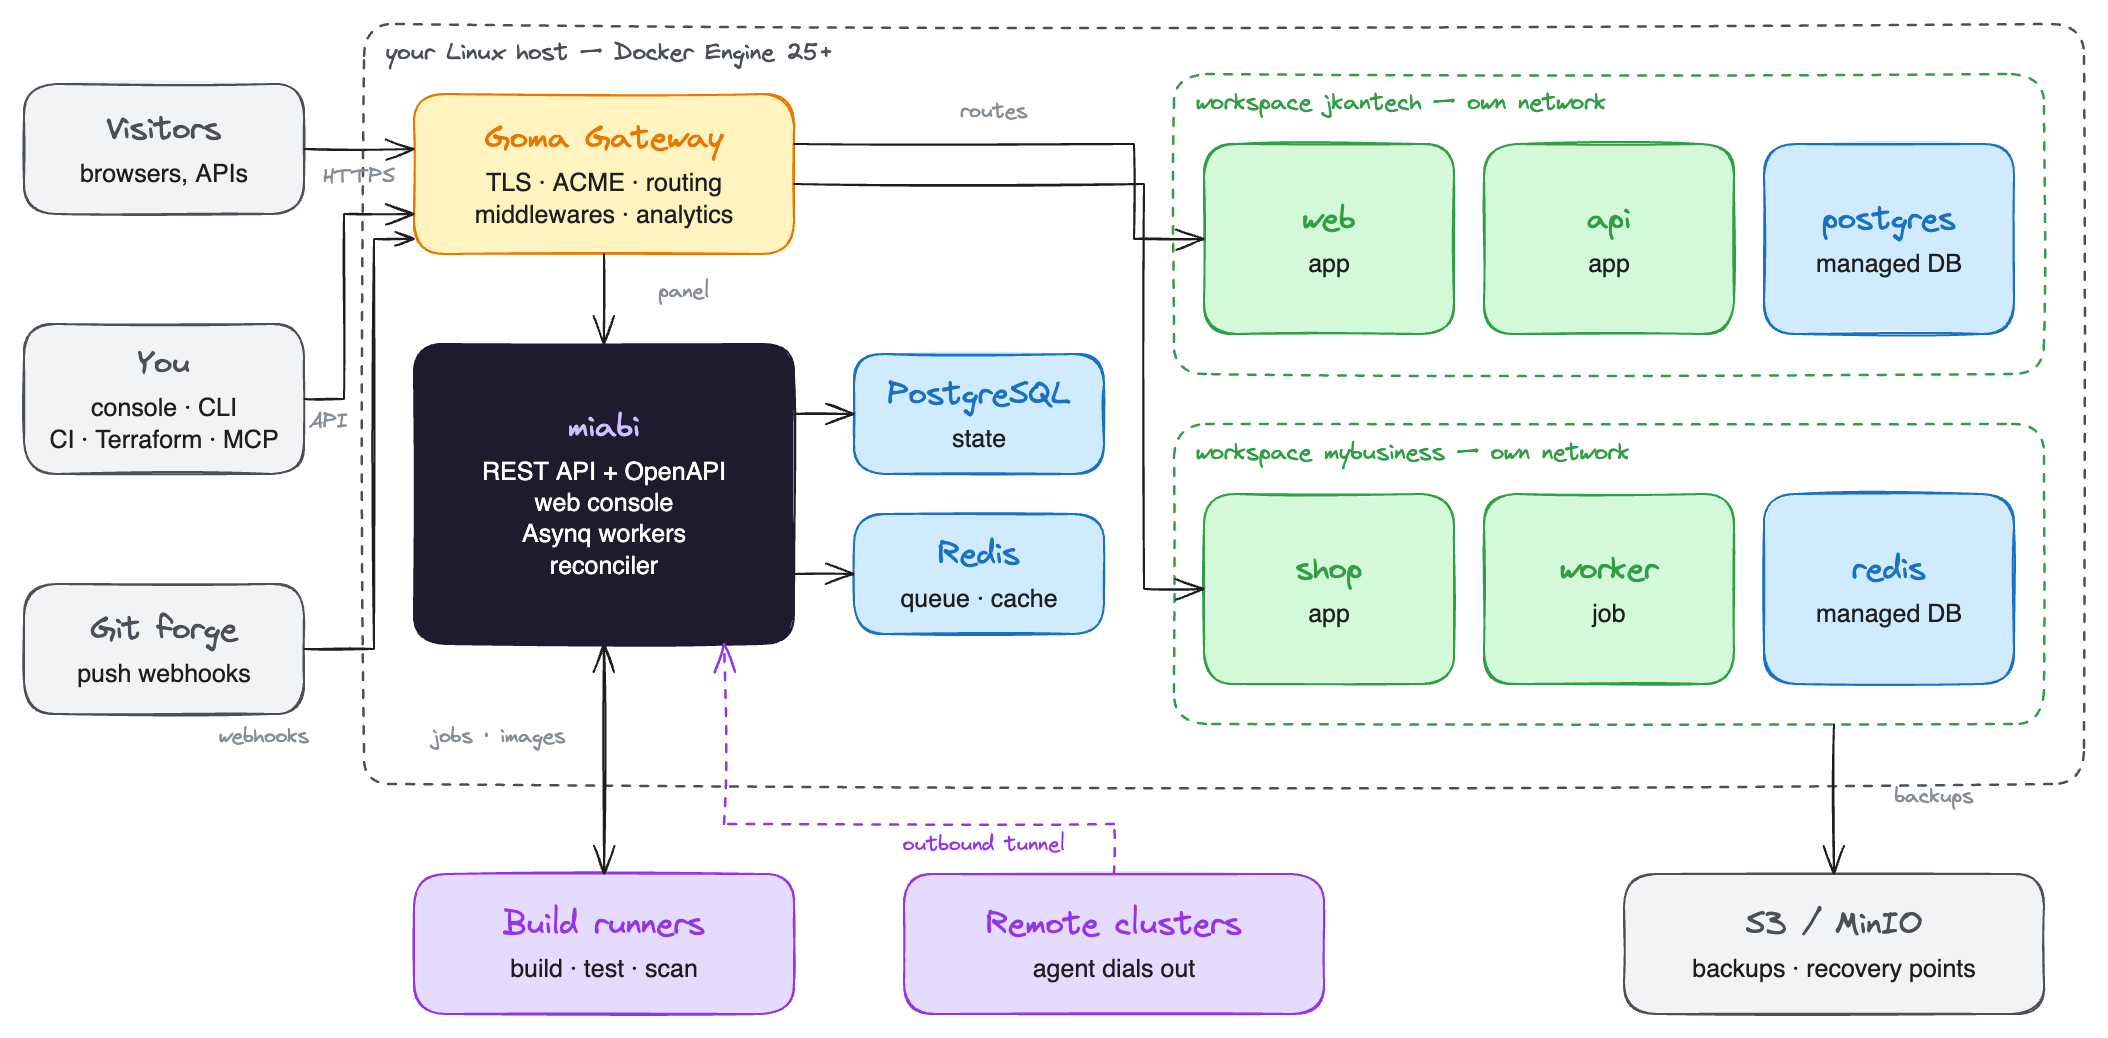 your Linux host — Docker Engine 25+
Visitors
browsers, APIs
HTTPS
Goma Gateway
TLS · ACME · routing
middlewares · analytics
routes
workspace jkantech — own network
web
app
api
app
postgres
managed DB
panel
You
console · CLI
CI · Terraform · MCP
API
miabi
REST API + OpenAPI
web console
Asynq workers
reconciler
PostgreSQL
state
Redis
queue · cache
workspace mybusiness — own network
shop
app
worker
job
redis
managed DB
Git forge
push webhooks
webhooks
jobs · images
backups
outbound tunnel
Build runners
build · test · scan
Remote clusters
agent dials out
S3 / MinIO
backups · recovery points